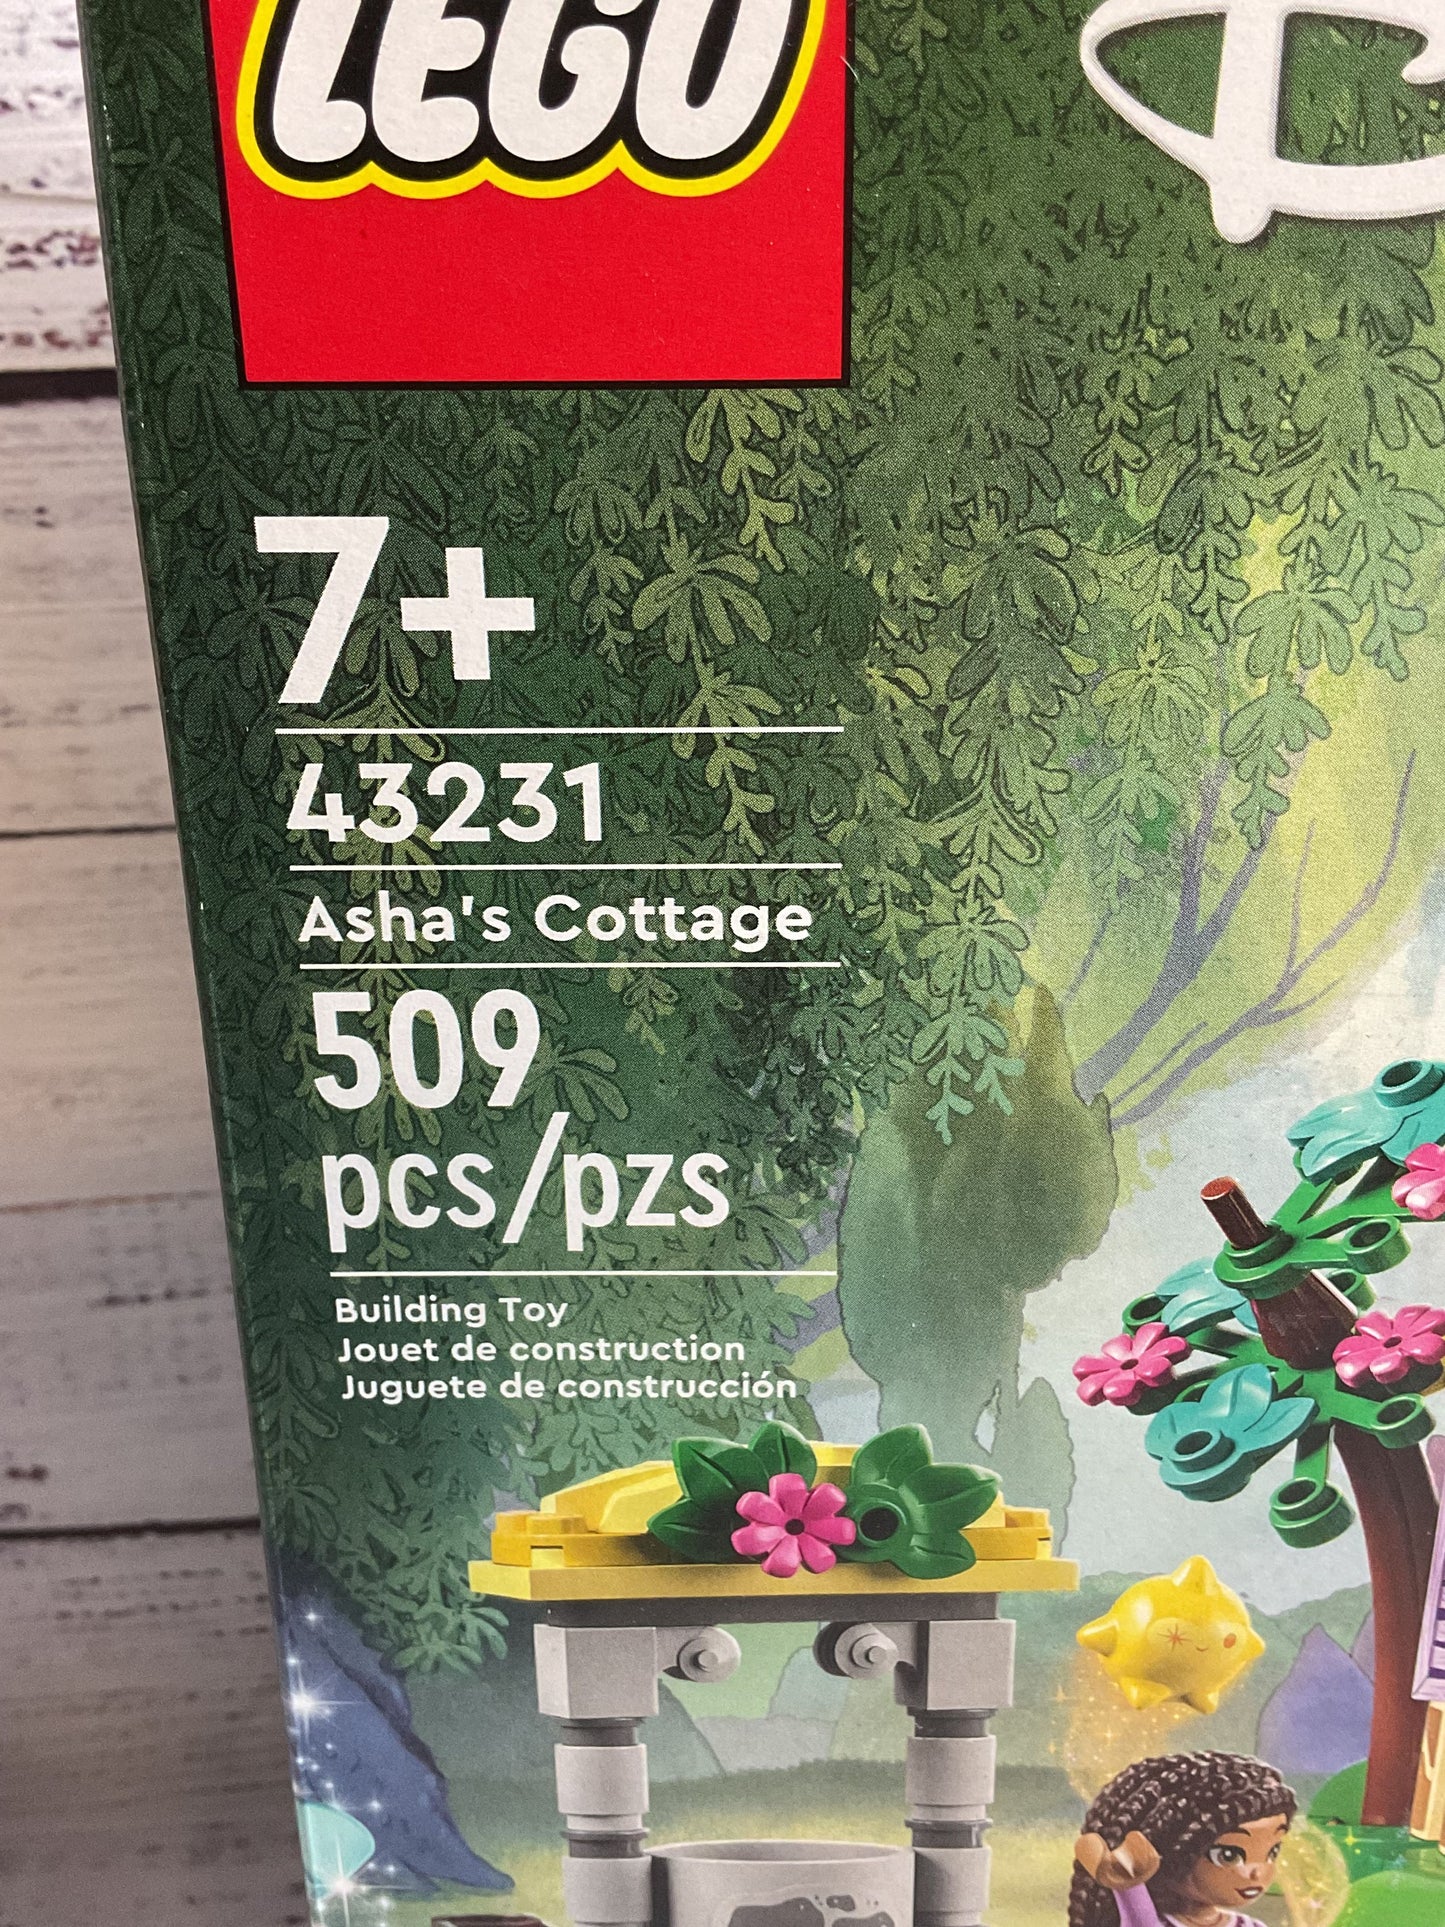 LEGO
7+
43231
Asha's Cottage
509
pcs/pzs
Building Toy
Jouet de construction
Juguete de construcción